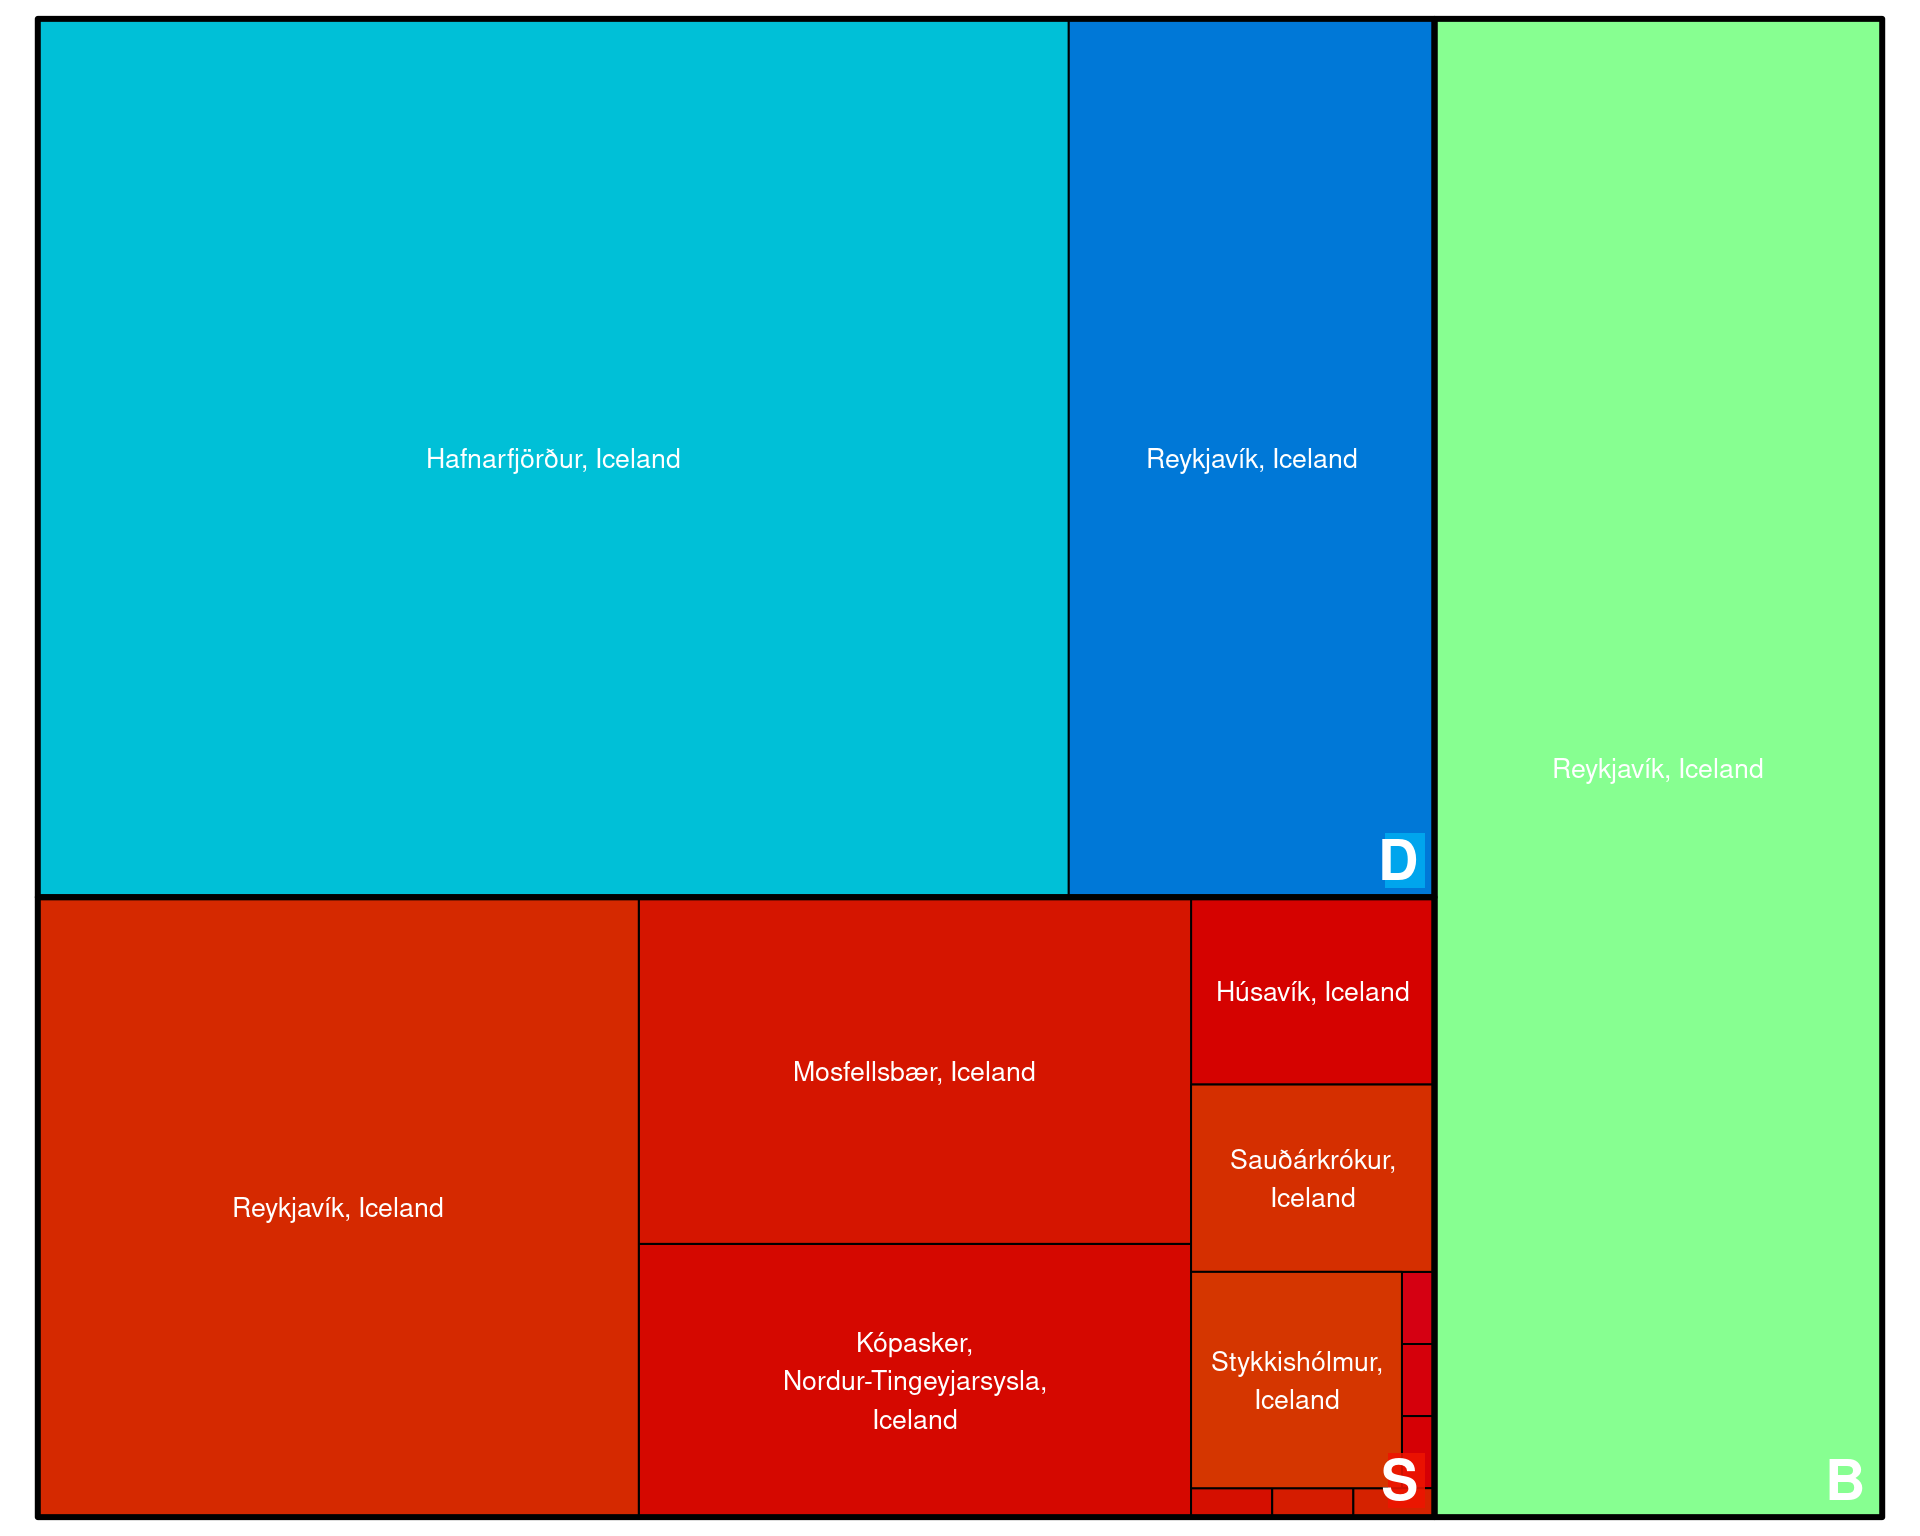 Hafnarfjörður, Iceland
Reykjavík, Iceland
D
Reykjavík, Iceland
B
Reykjavík, Iceland
Mosfellsbær, Iceland
Kópasker,
Nordur-Tingeyjarsysla,
Iceland
Húsavík, Iceland
Sauðárkrókur,
Iceland
Stykkishólmur,
Iceland
S